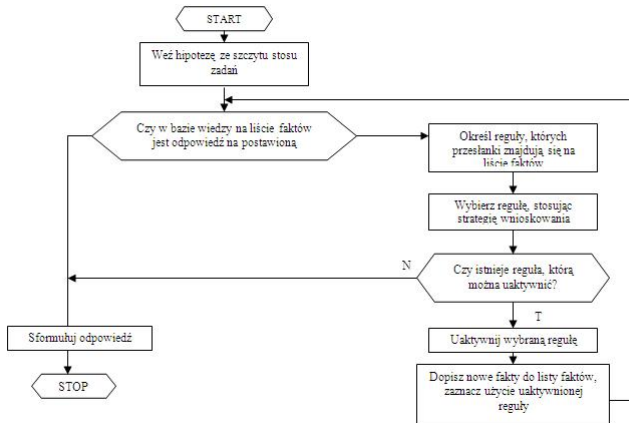 START
Weź hipotezę ze szczytu stosu
zadań
Czy w bazie wiedzy na liście faktów
jest odpowiedź na postawioną
Określ reguły, których
przesłanki znajdują się na
liście faktów
Wybierz regułę, stosując
strategię wnioskowania
N
Czy istnieje reguła, którą
można uaktywnić?
T
Sformułuj odpowiedź
Uaktywnij wybraną regułę
STOP
Dopisz nowe fakty do listy faktów,
zaznacz użycie uaktywnionej
reguły